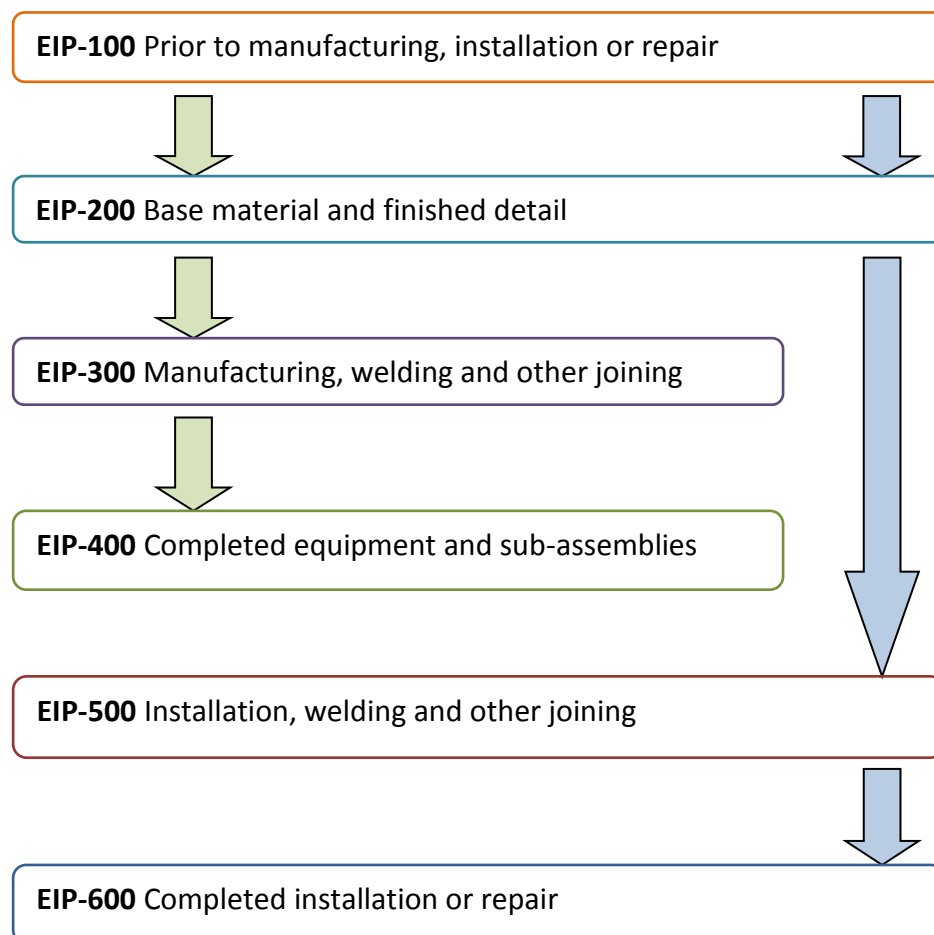 EIP-100 Prior to manufacturing, installation or repair
EIP-200 Base material and finished detail
EIP-300 Manufacturing, welding and other joining
EIP-400 Completed equipment and sub-assemblies
EIP-500 Installation, welding and other joining
EIP-600 Completed installation or repair